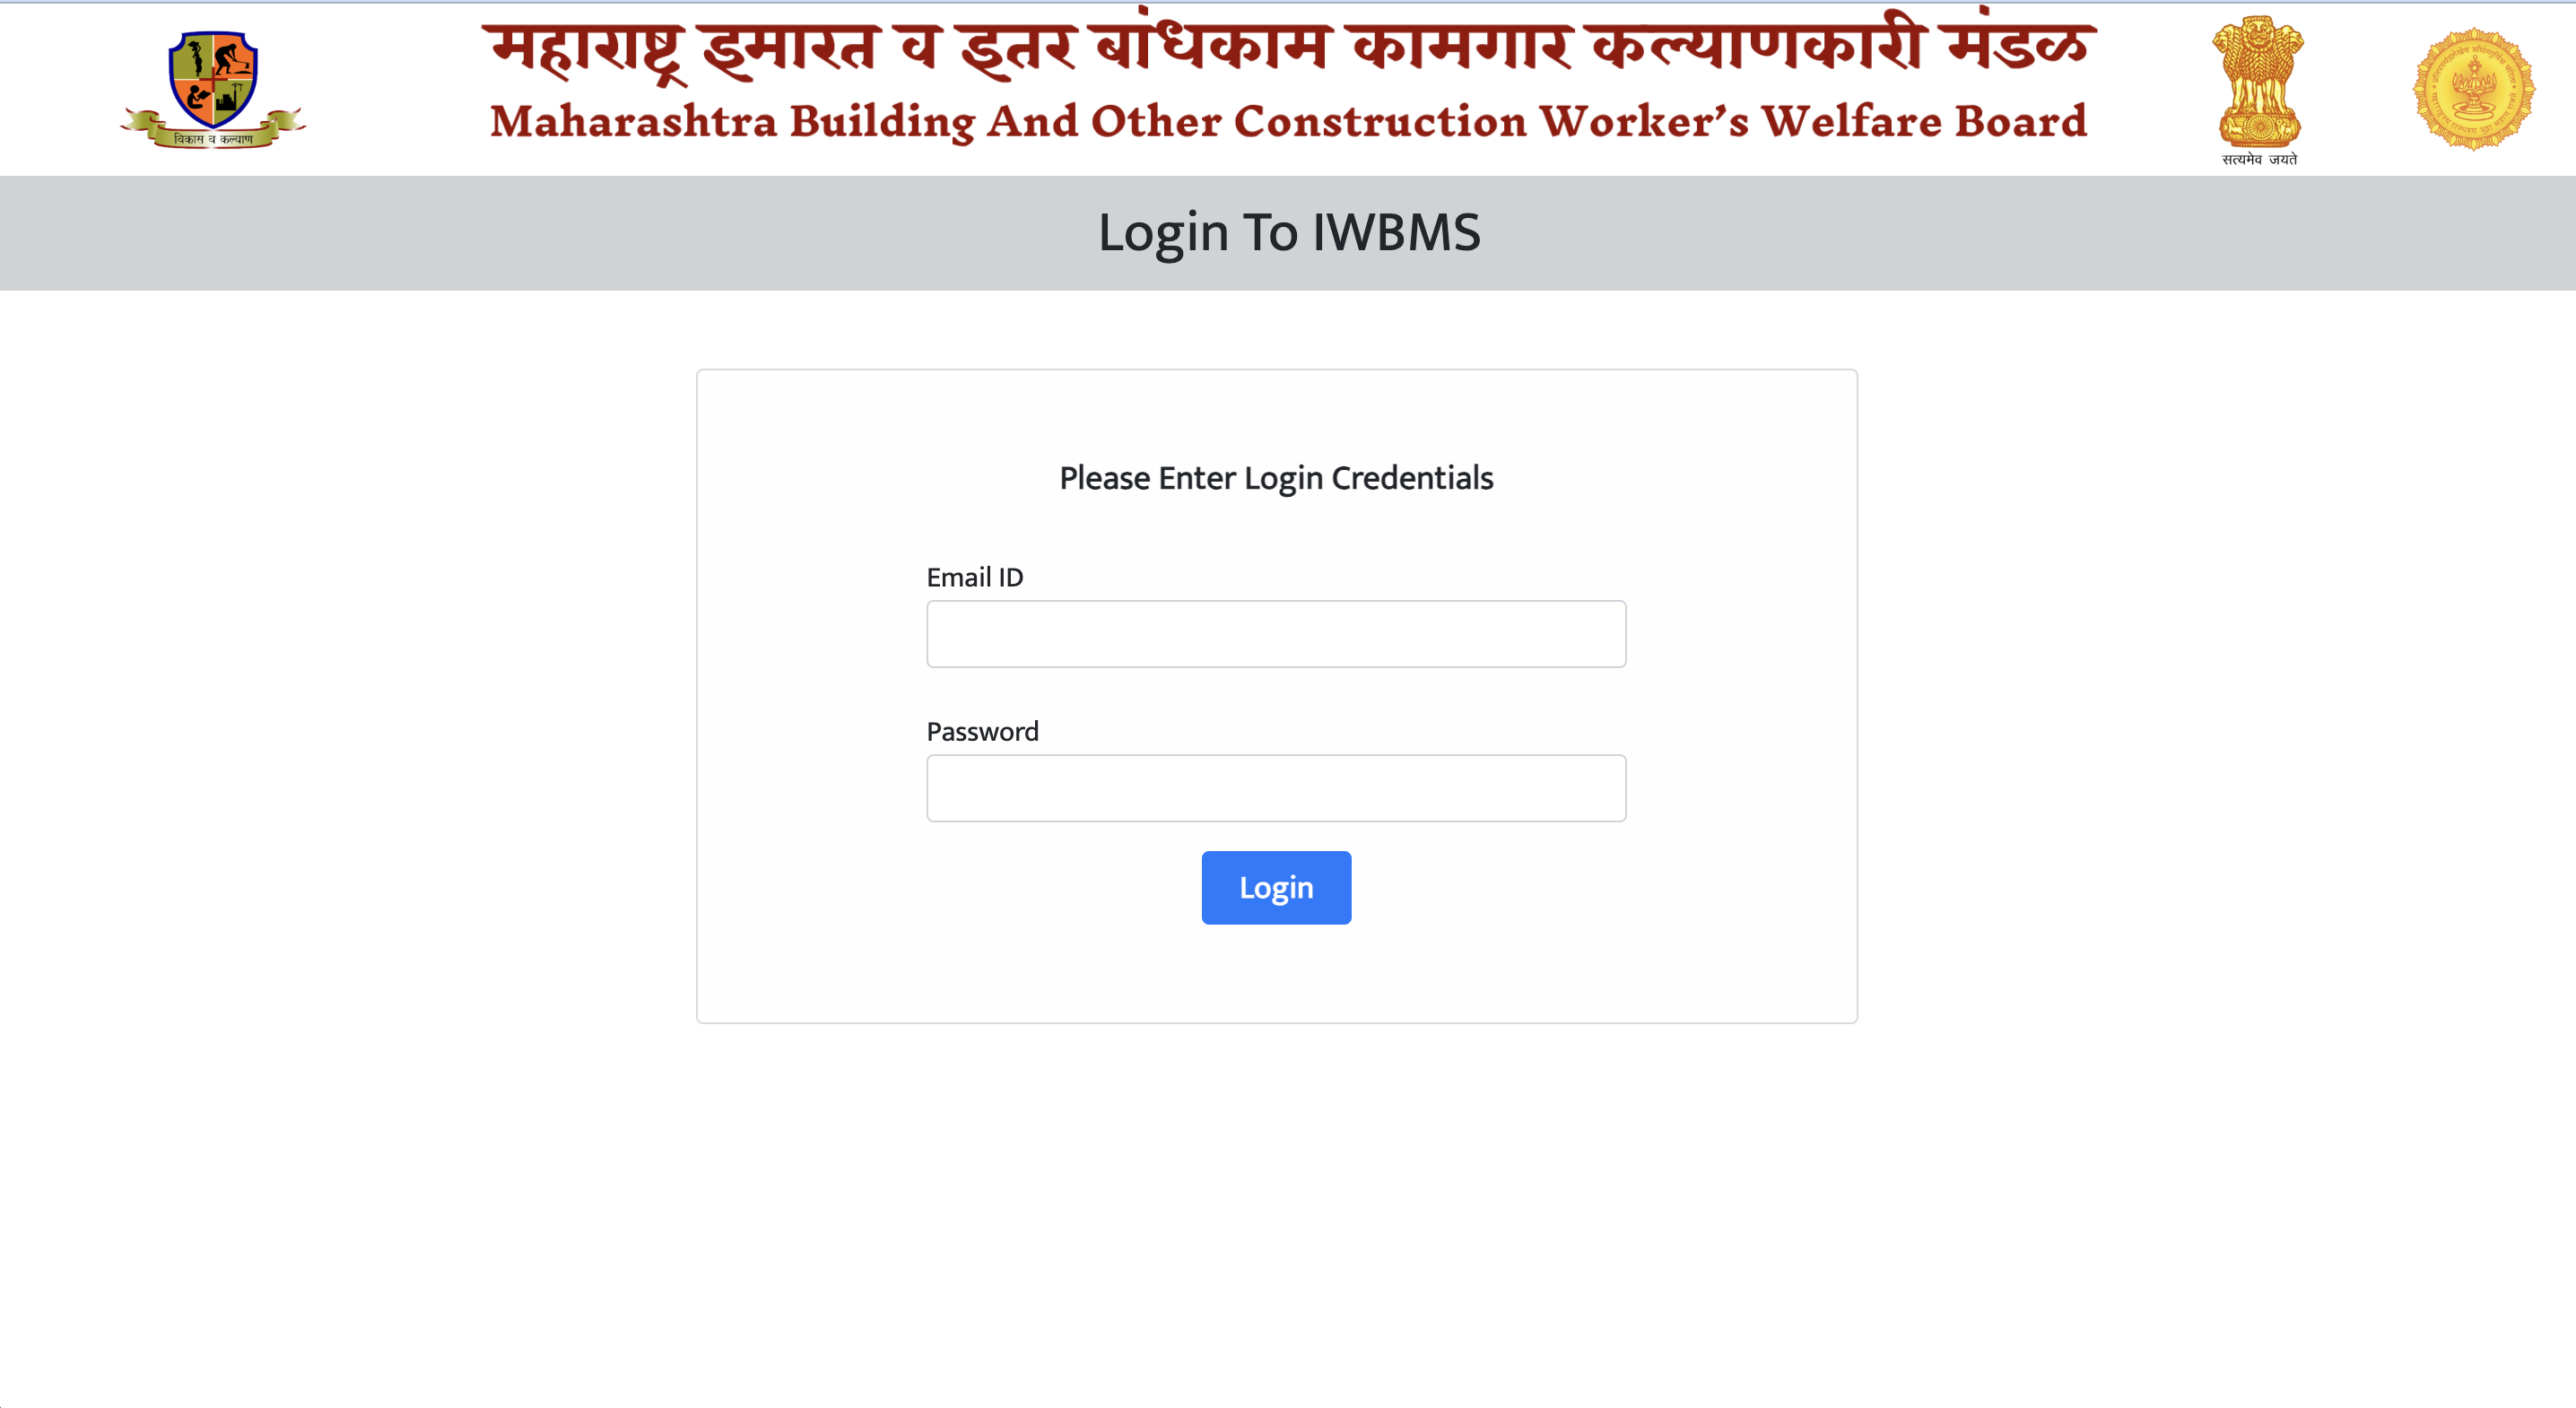 महाराष्ट्र इमारत व इतर बांधकाम कामगार कल्याणकारी मंडळ
Maharashtra Building And Other Construction Worker's Welfare Board
विकास व कल्याण
सत्यमेव जयते
Login To IWBMS
Please Enter Login Credentials
Email ID
Password
Login